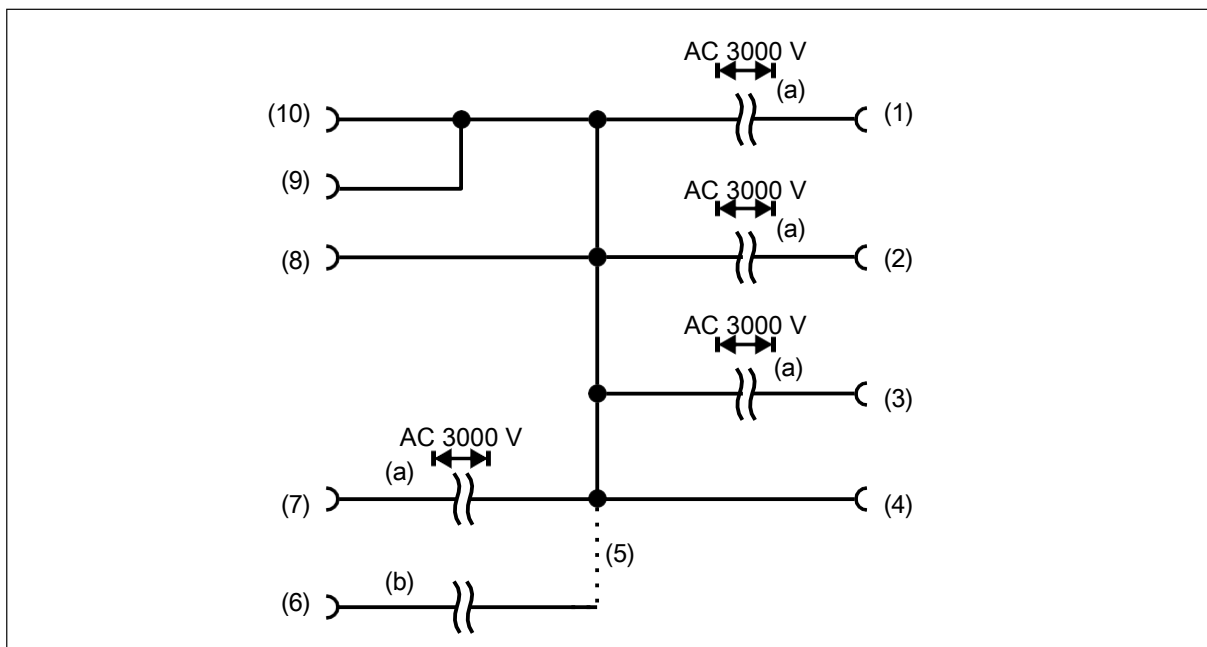 AC 3000 V
(a)
(10)
(1)
(9)
AC 3000 V
(a)
(8)
(2)
AC 3000 V
(a)
(3)
AC 3000 V
(a)
(7)
(4)
(5)
(b)
(6)